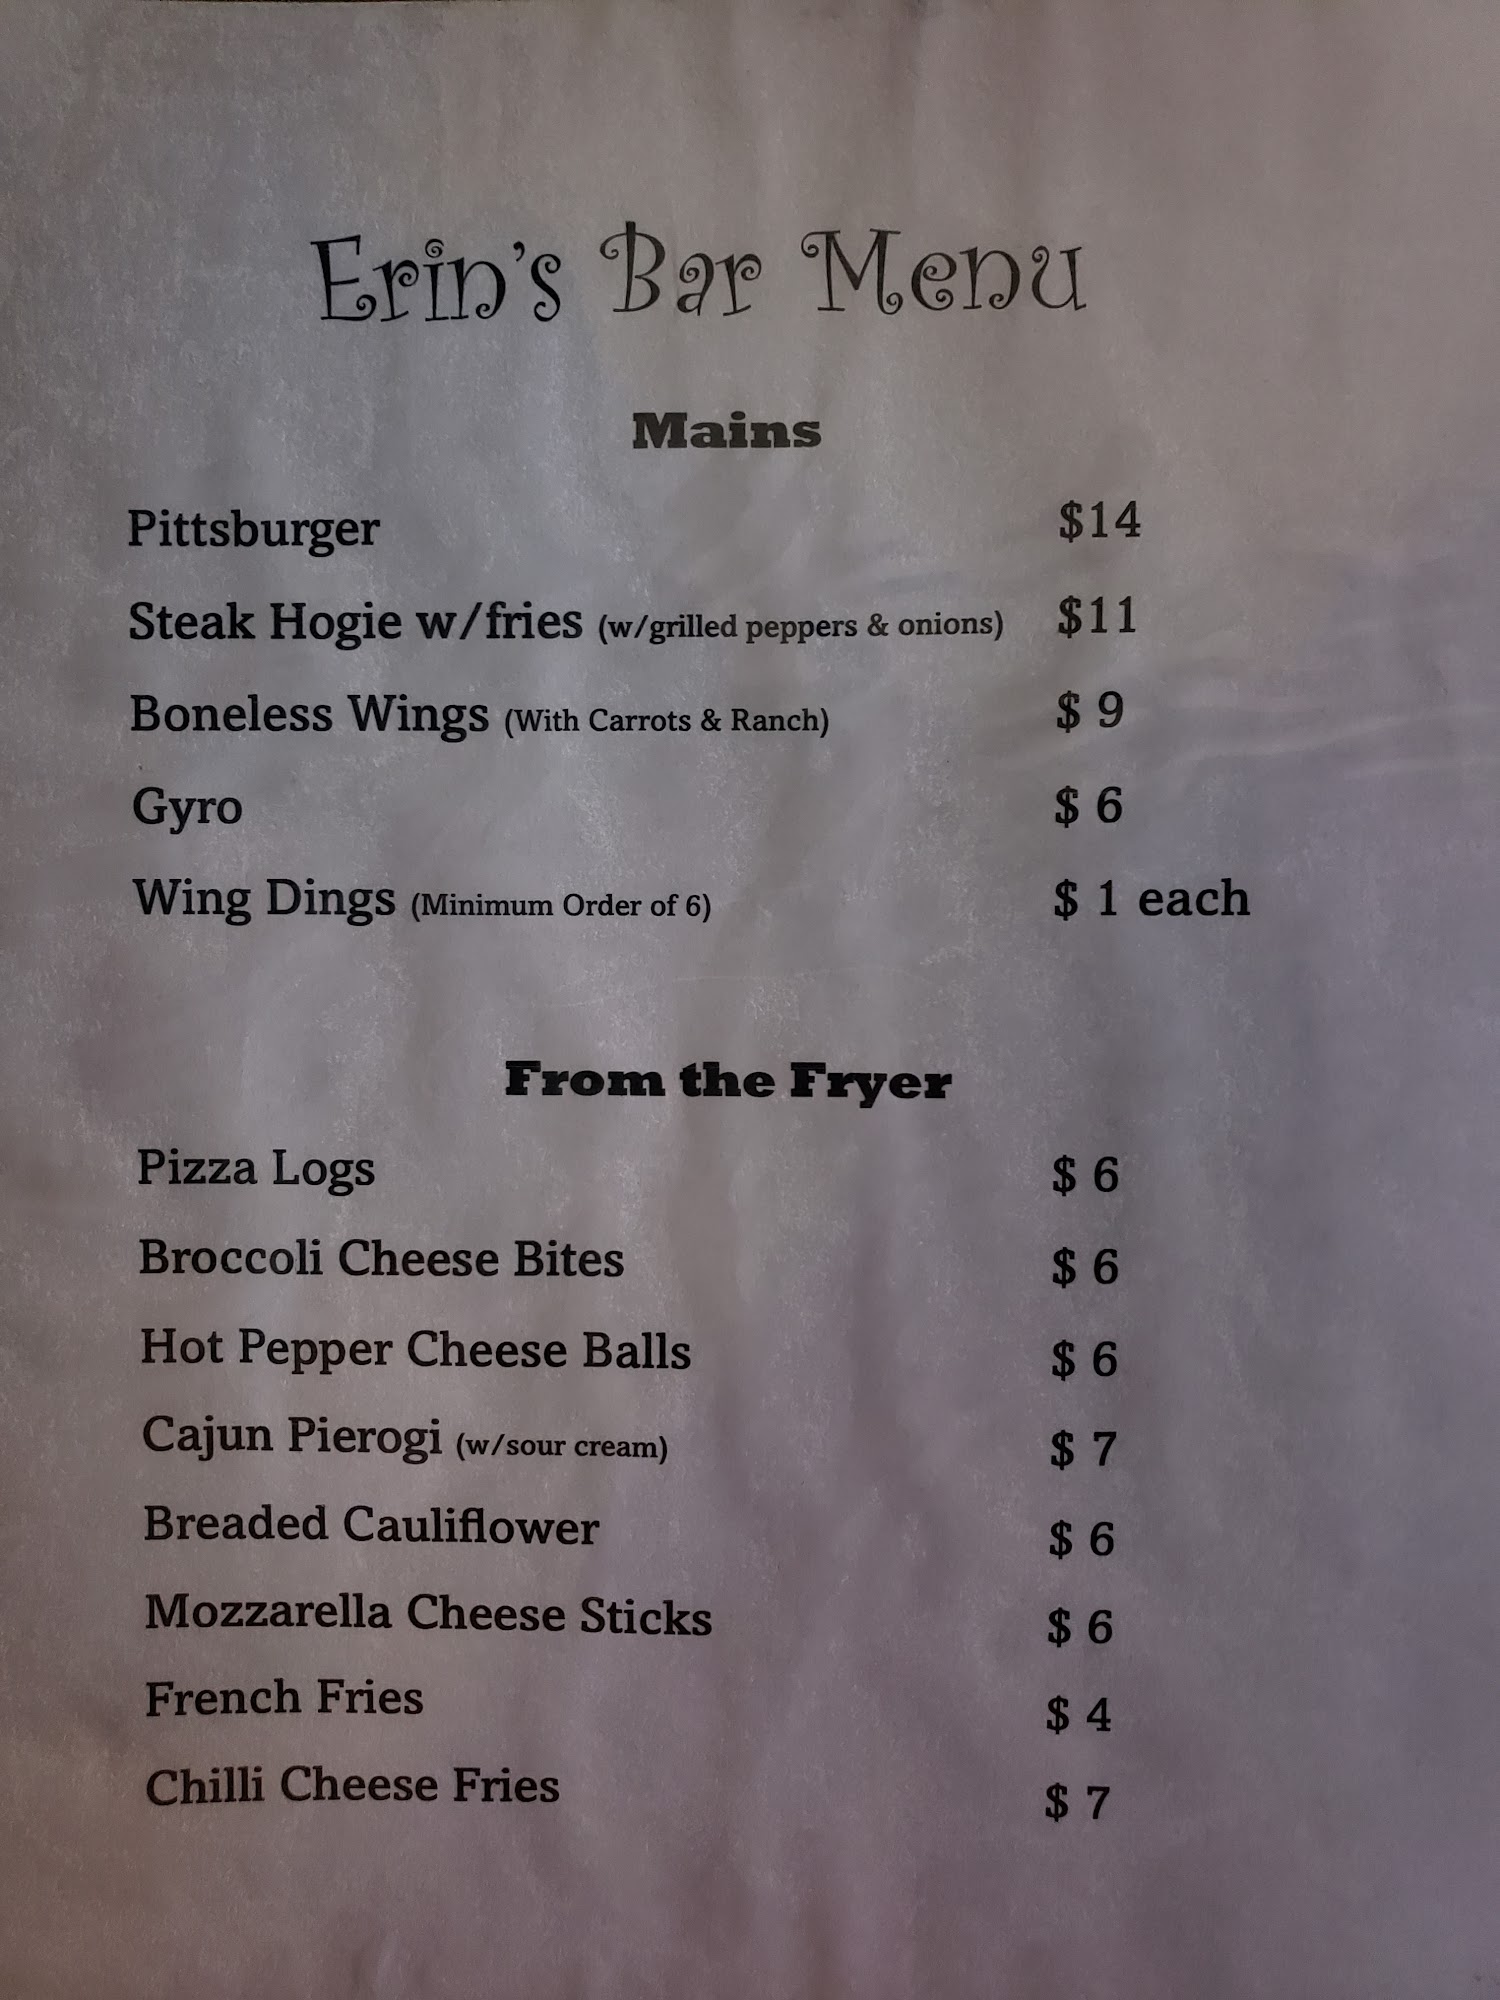 Erin's Bar Menu
Mains
Pittsburger $14
Steak Hogie w/fries (w/grilled peppers & onions) $11
Boneless Wings (With Carrots & Ranch) $ 9
Gyro $ 6
Wing Dings (Minimum Order of 6) $ 1 each
From the Fryer
Pizza Logs $ 6
Broccoli Cheese Bites $ 6
Hot Pepper Cheese Balls $ 6
Cajun Pierogi (w/sour cream) $ 7
Breaded Cauliflower $ 6
Mozzarella Cheese Sticks $ 6
French Fries $ 4
Chilli Cheese Fries $ 7